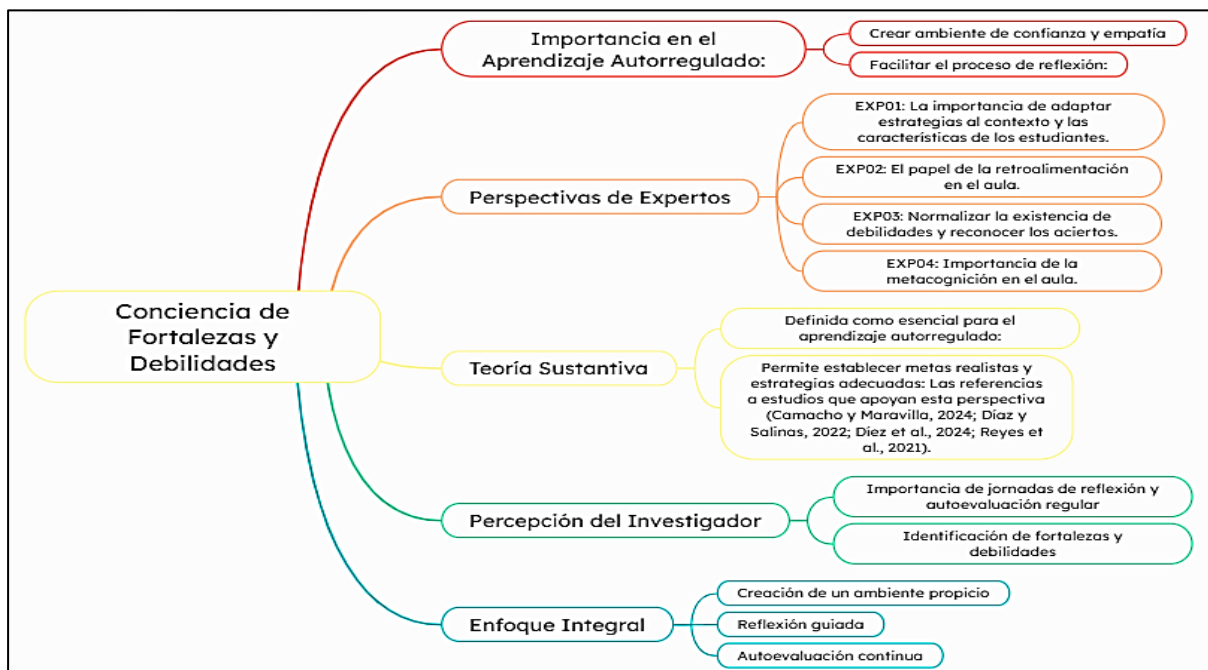 Conciencia de
Fortalezas y
Debilidades
Importancia en el
Aprendizaje Autorregulado:
Crear ambiente de confianza y empatía
Facilitar el proceso de reflexión:
Perspectivas de Expertos
EXP01: La importancia de adaptar
estrategias al contexto y las
características de los estudiantes.
EXP02: El papel de la retroalimentación
en el aula.
EXP03: Normalizar la existencia de
debilidades y reconocer los aciertos.
EXP04: Importancia de la
metacognición en el aula.
Teoría Sustantiva
Definida como esencial para el
aprendizaje autorregulado:
Permite establecer metas realistas y
estrategias adecuadas: Las referencias
a estudios que apoyan esta perspectiva
(Camacho y Maravilla, 2024; Díaz y
Salinas, 2022; Díez et al., 2024; Reyes et
al., 2021).
Percepción del Investigador
Importancia de jornadas de reflexión y
autoevaluación regular
Identificación de fortalezas y
debilidades
Enfoque Integral
Creación de un ambiente propicio
Reflexión guiada
Autoevaluación continua